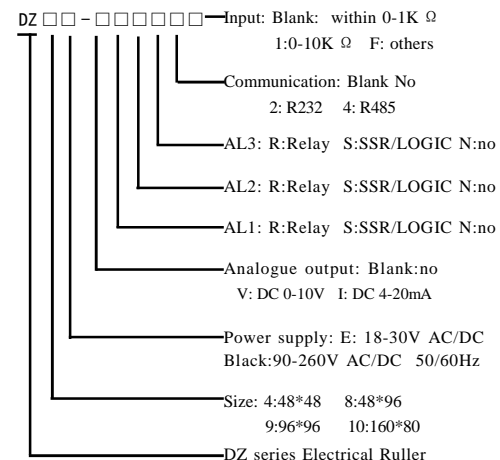 DZ□□-□□□□□□ Input: Blank: within 0-1K Ω
1:0-10K Ω F: others
Communication: Blank No
2: R232 4: R485
AL3: R:Relay S:SSR/LOGIC N:no
AL2: R:Relay S:SSR/LOGIC N:no
AL1: R:Relay S:SSR/LOGIC N:no
Analogue output: Blank:no
V: DC 0-10V I: DC 4-20mA
Power supply: E: 18-30V AC/DC
Black:90-260V AC/DC 50/60Hz
Size: 4:48*48 8:48*96
9:96*96 10:160*80
DZ series Electrical Ruller